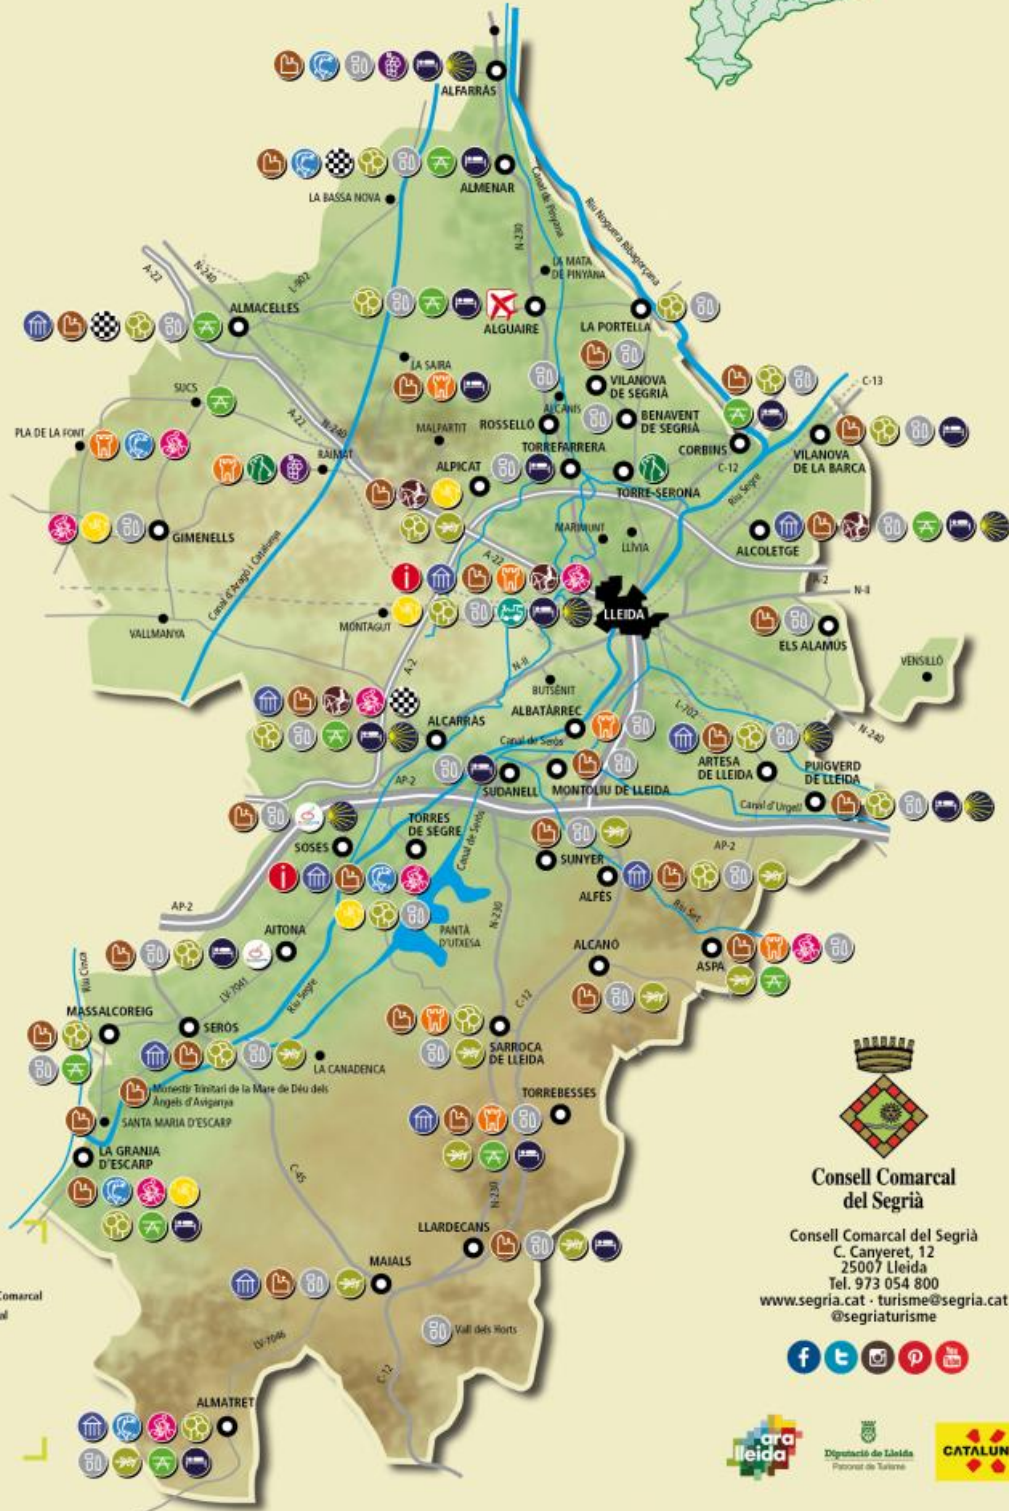 ALFARRÀS
ALMENAR
LA BASSA NOVA
Canal de Pinyana
Riu Noguera Ribagorçana
N-230
A-22
N-240
L-902
LA MATA
DE PINYANA
ALMACELLES
ALGUAIRE
LA PORTELLA
LA SAIRA
VILANOVA
DE SEGRIÀ
C-13
SUCS
ALCANÍS
BENAVENT
DE SEGRIÀ
A-22
N-240
MALPARTIT
ROSSELLÓ
PLA DE LA FONT
CORBINS
VILANOVA
DE LA BARCA
RAIMAT
ALPICAT
TORREFARRERA
C-12
TORRE-SERONA
Riu Segre
GIMENELLS
MARIMUNT
LLÍVIA
ALCOLETGE
Canal d'Aragó i Catalunya
A-22
A-2
N-II
i
LLEIDA
VALLMANYA
MONTAGUT
ELS ALAMÚS
VENSILLÓ
A-2
N-II
BUTSÈNIT
ALBATÀRREC
L-702
ALCARRÀS
Canal de Seròs
N-240
ARTESA
DE LLEIDA
PUIGVERD
DE LLEIDA
AP-2
SUDANELL
MONTOLIU DE LLEIDA
Canal d'Urgell
TORRES
DE SEGRE
Canal de Seròs
SOSES
SUNYER
AP-2
i
ALFÉS
Riu Set
AP-2
N-230
PANTÀ
D'UTXESA
AITONA
ALCANÓ
ASPA
Riu Cinca
LV-7041
Riu Segre
C-12
MASSALCOREIG
SERÒS
SARROCA
DE LLEIDA
LA CANADENCA
Monestir Trinitari de la Mare de Déu dels
Àngels d'Avinganya
TORREBESSES
SANTA MARIA D'ESCARP
LA GRANJA
D'ESCARP
C-45
N-230
LLARDECANS
MAIALS
Vall dels Horts
LV-7046
C-12
ALMATRET
Comarcal
al
Consell Comarcal
del Segrià
Consell Comarcal del Segrià
C. Canyeret, 12
25007 Lleida
Tel. 973 054 800
www.segria.cat · turisme@segria.cat
@segriaturisme
You
Tube
ara
lleida
Diputació de Lleida
Patronat de Turisme
CATALUN